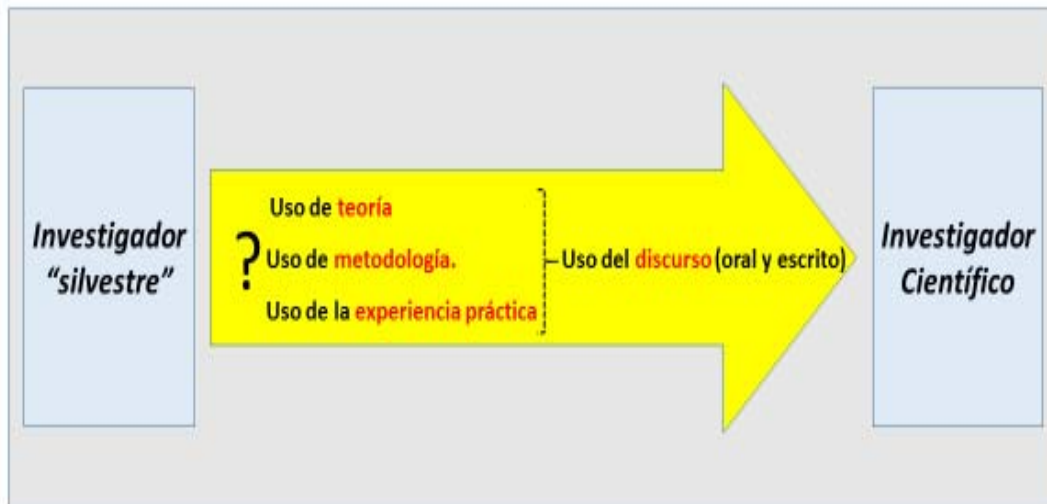 Investigador
“silvestre”
?
Uso de teoría
Uso de metodología.
Uso de la experiencia práctica
Uso del discurso (oral y escrito)
Investigador
Científico